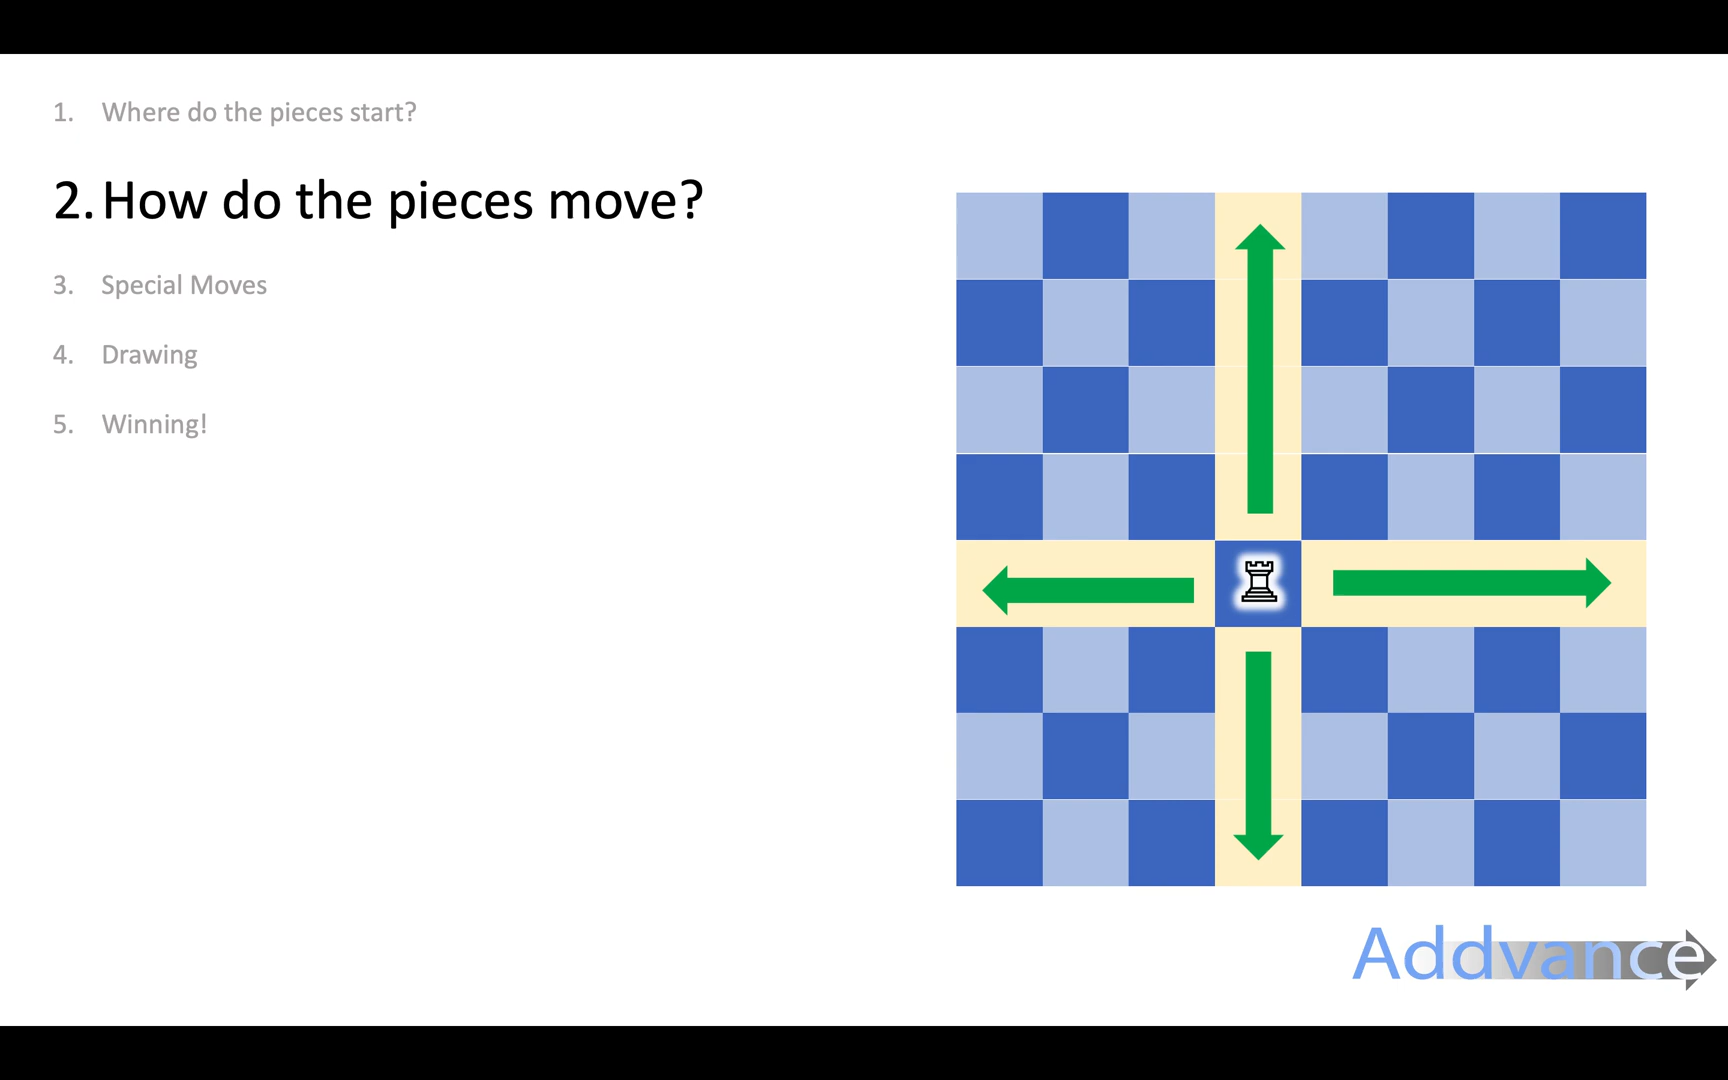 1. Where do the pieces start?
2. How do the pieces move?
3. Special Moves
4. Drawing
5. Winning!
Addvance